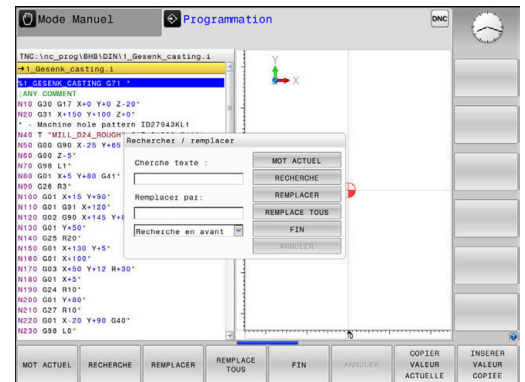 Mode Manuel
Programmation
DNC
TNC:\nc_prog\BHB\DIN\1_Gesenk_casting.i
→1_Gesenk_casting.i
%1_GESENK_CASTING G71 *
;ANY COMMENT
N10 G30 G17 X+0 Y+0 Z-20*
N20 G31 X+150 Y+100 Z+0*
* - Machine hole pattern ID27943KL1
N40 T "MILL_D24_ROUGH"
N50 G00 G90 X-25 Y+65
N60 G00 Z-5*
N70 G98 L1*
N80 G01 X+5 Y+80 G41*
N90 G26 R3*
N100 G01 X+15 Y+90*
N110 G01 G91 X+120*
N120 G02 G90 X+145 Y+
N130 G01 Y+50*
N140 G25 R20*
N150 G01 X+130 Y+5*
N160 G01 X+100*
N170 G03 X+50 Y+12 R+30*
N180 G01 X+5*
N190 G24 R10*
N200 G01 Y+80*
N210 G27 R10*
N220 G01 X-20 Y+90 G40*
N230 G98 L0*
Y
X
Rechercher / remplacer
Cherche texte :
Remplacer par:
Recherche en avant
MOT ACTUEL
RECHERCHE
REMPLACER
REMPLACE TOUS
FIN
ANNULER
MOT ACTUEL
RECHERCHE
REMPLACER
REMPLACE
TOUS
FIN
ANNULER
COPIER
VALEUR
ACTUELLE
INSERER
VALEUR
COPIEE